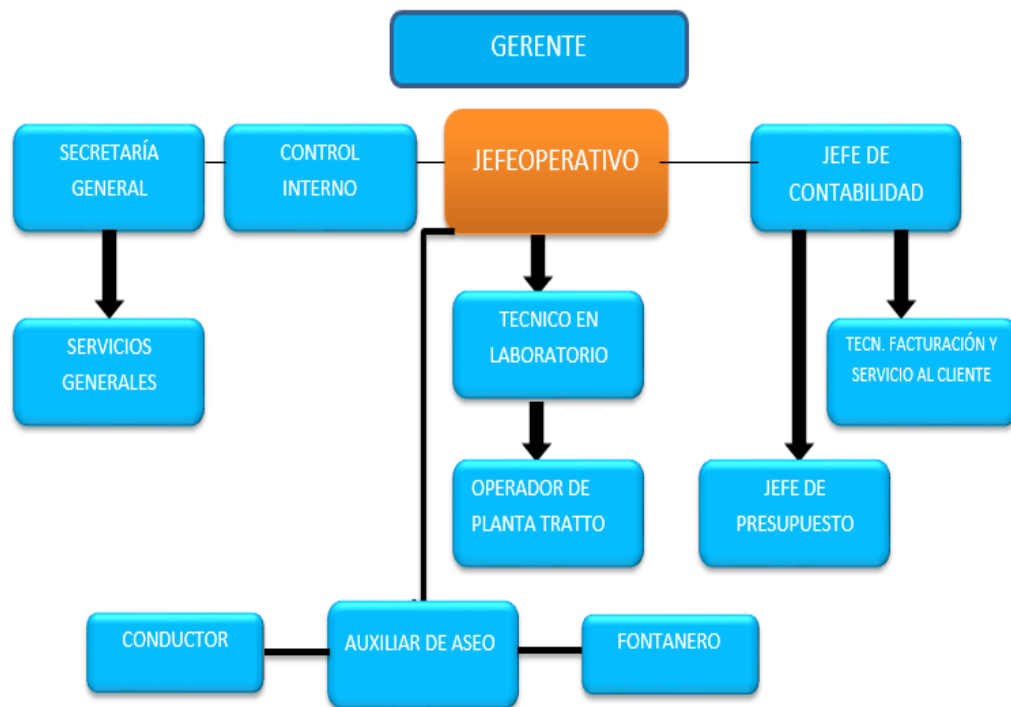 GERENTE
SECRETARÍA
GENERAL
CONTROL
INTERNO
JEFEOPERATIVO
JEFE DE
CONTABILIDAD
SERVICIOS
GENERALES
TECNICO EN
LABORATORIO
TECN. FACTURACIÓN Y
SERVICIO AL CLIENTE
OPERADOR DE
PLANTA TRATTO
JEFE DE
PRESUPUESTO
CONDUCTOR
AUXILIAR DE ASEO
FONTANERO